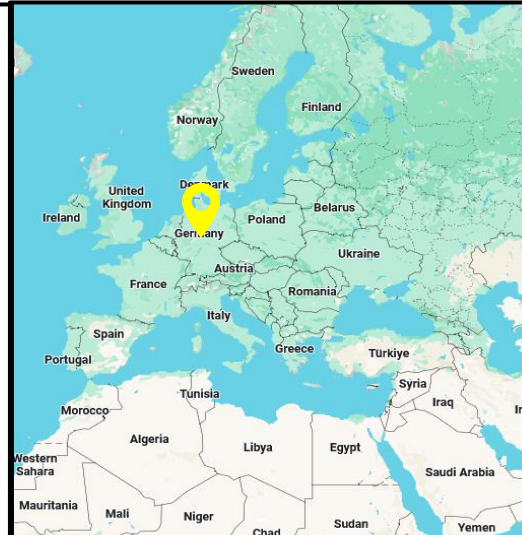 Sweden
Finland
Norway
Denmark
United
Kingdom
Ireland
Belarus
Poland
Germany
Ukraine
Austria
France
Romania
Italy
Spain
Greece
Türkiye
Portugal
Syria
Tunisia
Iraq
Morocco
Algeria
Libya
Egypt
Western
Sahara
Saudi Arabia
Mauritania
Mali
Niger
Chad
Sudan
Yemen